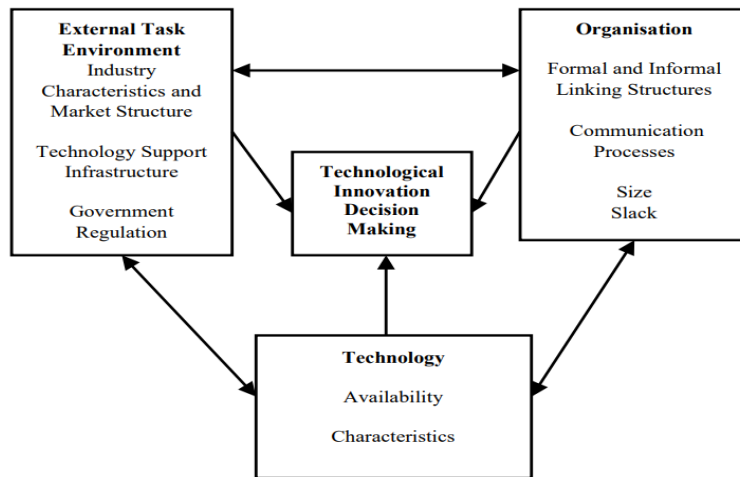 External Task
Environment
Industry
Characteristics and
Market Structure
Technology Support
Infrastructure
Government
Regulation
Organisation
Formal and Informal
Linking Structures
Communication
Processes
Size
Slack
Technological
Innovation
Decision
Making
Technology
Availability
Characteristics